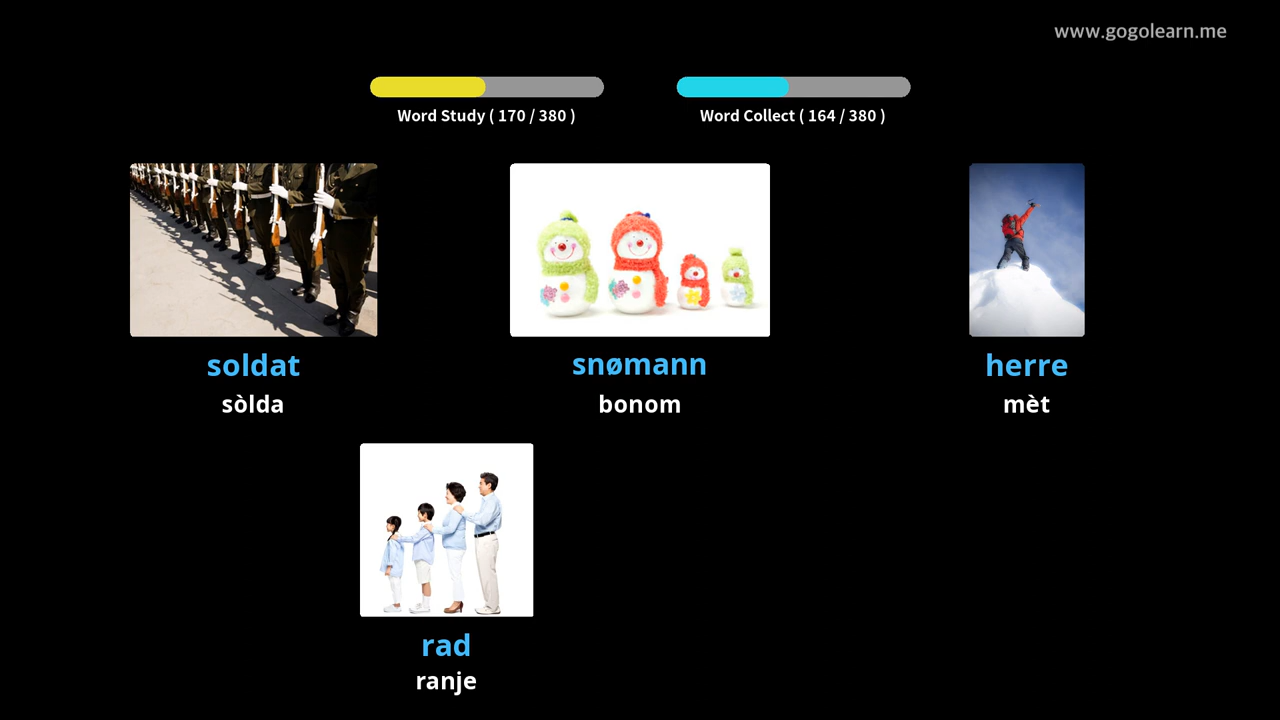 www.gogolearn.me
Word Study ( 170 / 380 )
Word Collect ( 164 / 380 )
soldat
sòlda
snømann
bonom
herre
mèt
rad
ranje